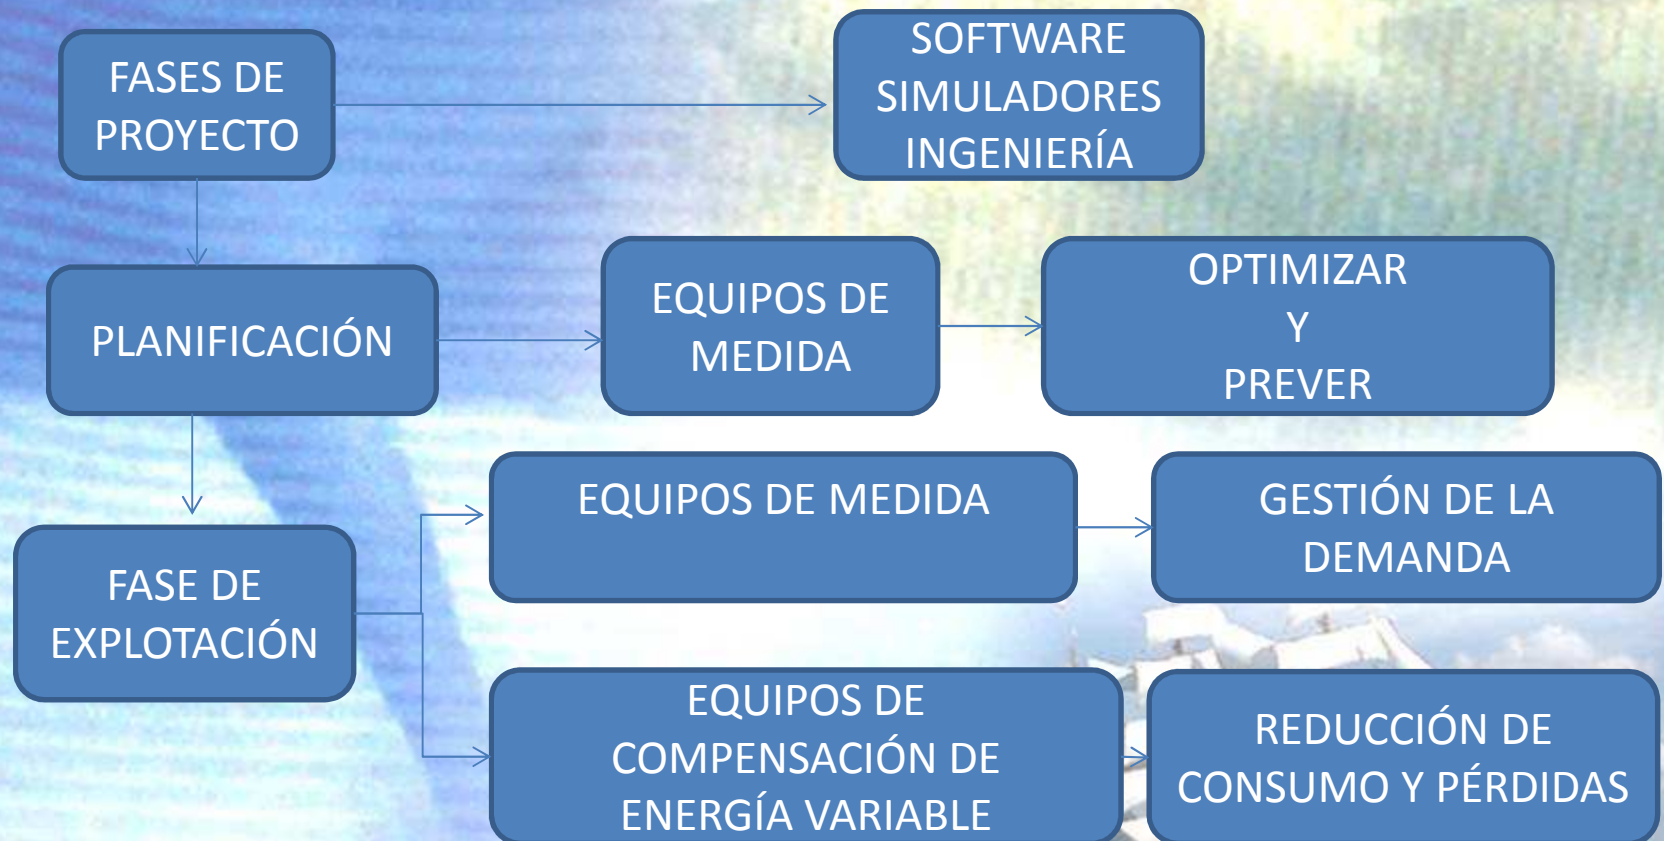 FASES DE
PROYECTO
SOFTWARE
SIMULADORES
INGENIERÍA
PLANIFICACIÓN
EQUIPOS DE
MEDIDA
OPTIMIZAR
Y
PREVER
FASE DE
EXPLOTACIÓN
EQUIPOS DE MEDIDA
GESTIÓN DE LA
DEMANDA
EQUIPOS DE
COMPENSACIÓN DE
ENERGÍA VARIABLE
REDUCCIÓN DE
CONSUMO Y PÉRDIDAS